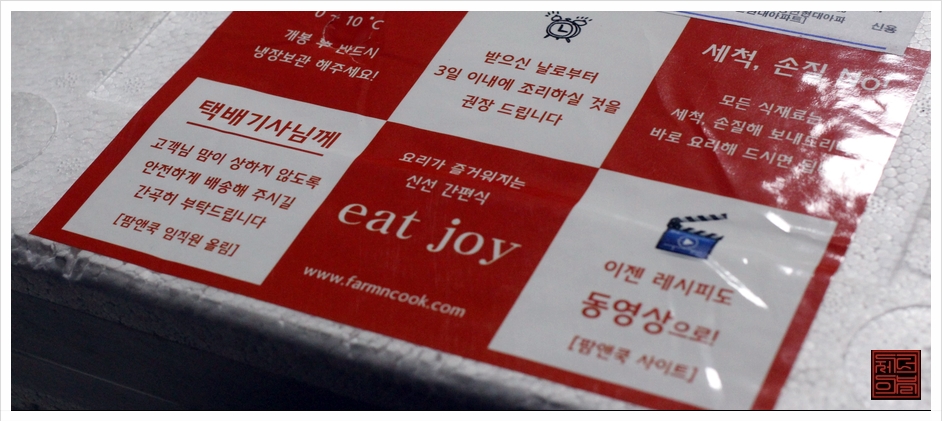 0 - 10 ℃
개봉 후 반드시
냉장보관 해주세요!
받으신 날로부터
3일 이내에 조리하실 것을
권장 드립니다
신용
세척, 손질
모든 식재료는
세척, 손질해 보내드리
바로 요리해 드시면
택배기사님께
고객님 맘이 상하지 않도록
안전하게 배송해 주시길
간곡히 부탁드립니다
[팜앤쿡 임직원 올림]
요리가 즐거워지는
신선 간편식
eat joy
www.farmncook.com
이젠 레시피도
동영상으로!
[팜앤쿡 사이트]